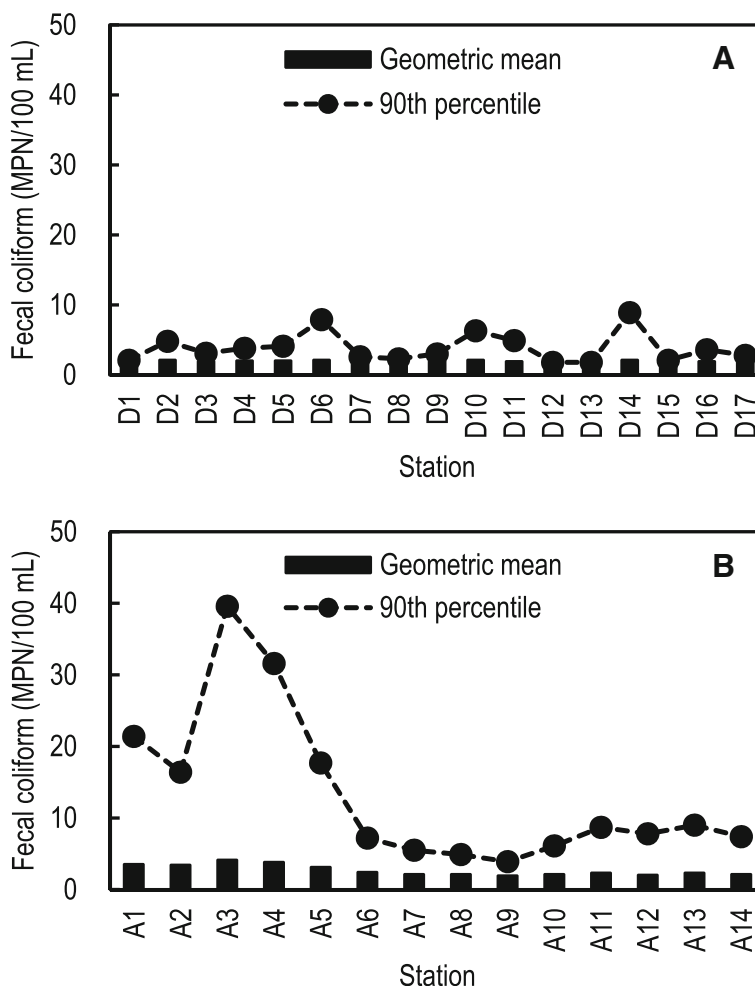 50
40
30
20
10
0
Fecal coliform (MPN/100 mL)
Geometric mean
90th percentile
A
D1 D2 D3 D4 D5 D6 D7 D8 D9 D10 D11 D12 D13 D14 D15 D16 D17
Station
50
40
30
20
10
0
Fecal coliform (MPN/100 mL)
Geometric mean
90th percentile
B
A1 A2 A3 A4 A5 A6 A7 A8 A9 A10 A11 A12 A13 A14
Station